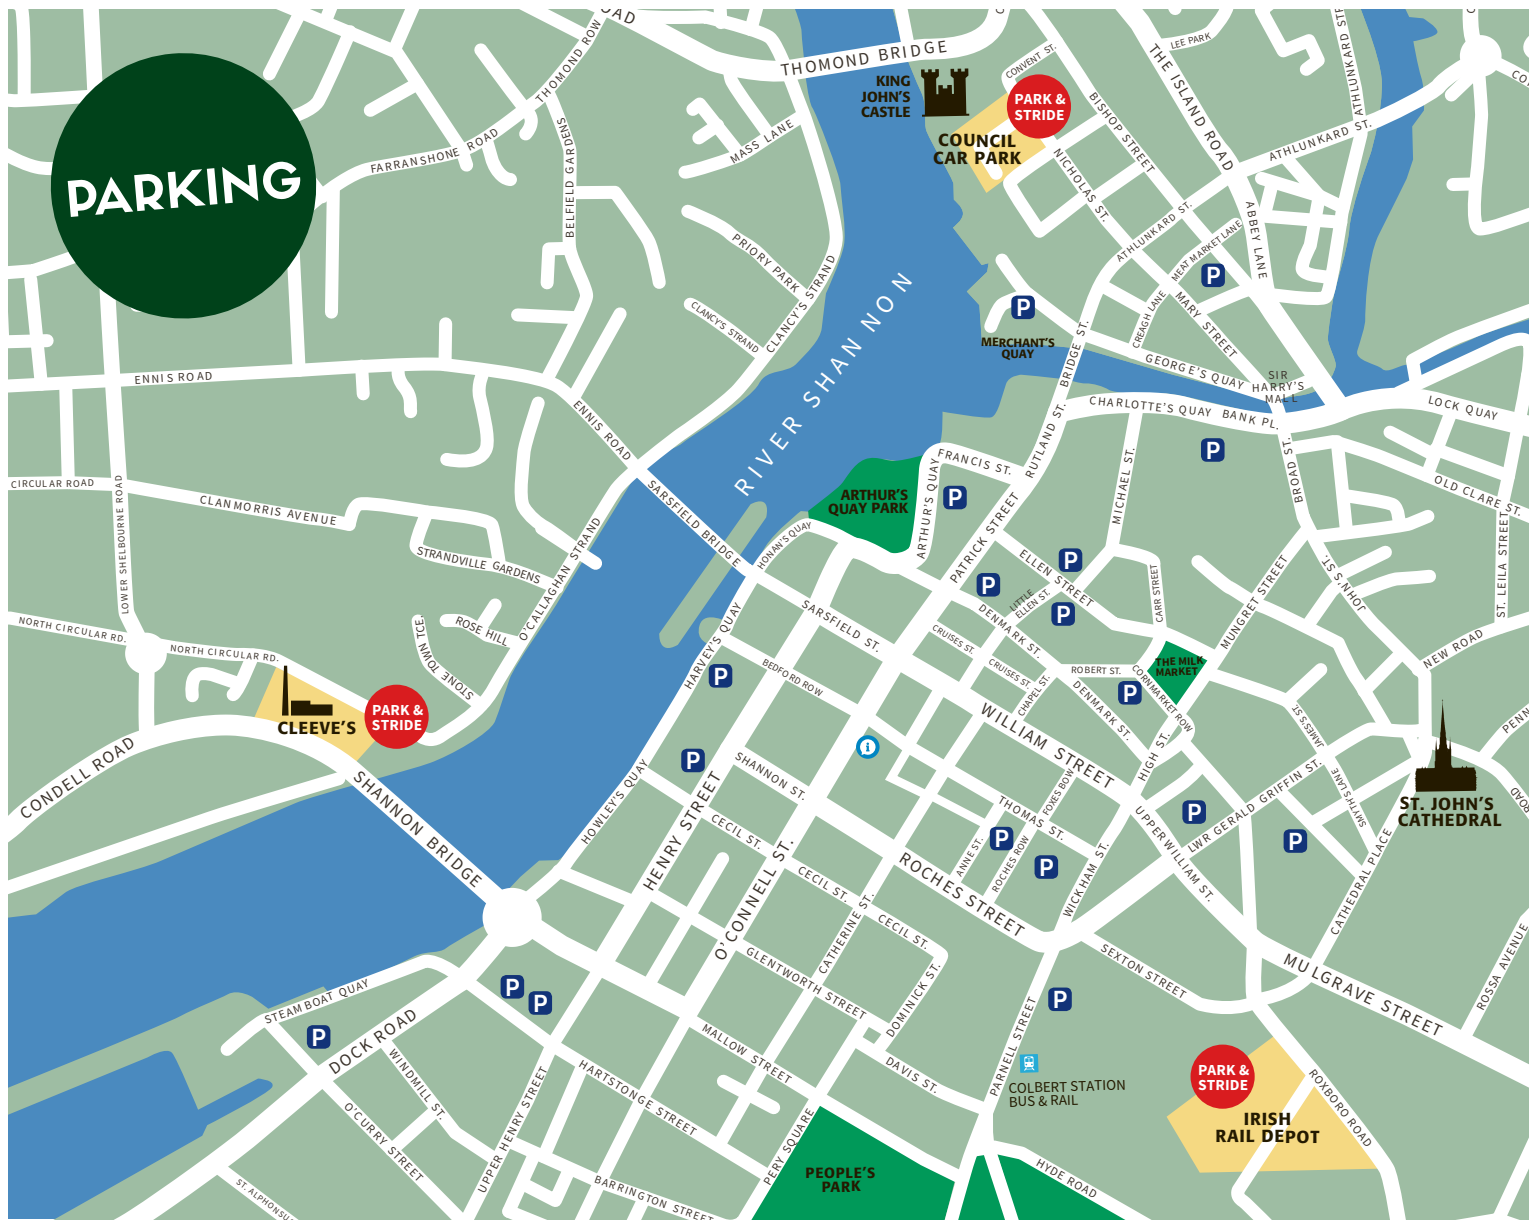 PARKING
THOMOND BRIDGE
THOMOND ROW
KING
JOHN'S
CASTLE
CONVENT ST.
PARK &
STRIDE
COUNCIL
CAR PARK
LEE PARK
THE ISLAND ROAD
BISHOP STREET
NICHOLAS ST.
ATHLUNKARD ST.
ATHLUNKARD ST.
ABBEY LANE
MEAT MARKET LANE
CREAGH LANE
MARY STREET
P
P
MERCHANT'S
QUAY
GEORGE'S QUAY
SIR
HARRY'S
MALL
BRIDGE ST.
RUTLAND ST.
CHARLOTTE'S QUAY
BANK PL.
LOCK QUAY
OLD CLARE ST.
ST. LEILA STREET
BROAD ST.
JOHN'S ST.
NEW ROAD
FARRANSHONE ROAD
BELFIELD GARDENS
MASS LANE
PRIORY PARK
CLANCY'S STRAND
CLANCY'S STRAND
ENNIS ROAD
ENNIS ROAD
RIVER SHANNON
CIRCULAR ROAD
LOWER SHELBOURNE ROAD
CLANMORRIS AVENUE
STRANDVILLE GARDENS
O'CALLAGHAN STRAND
ROSE HILL
STONE TOWN TCE.
NORTH CIRCULAR RD.
NORTH CIRCULAR RD.
SARSFIELD BRIDGE
HONAN'S QUAY
ARTHUR'S
QUAY PARK
ARTHUR'S QUAY
FRANCIS ST.
P
P
PATRICK STREET
MICHAEL ST.
ELLEN STREET
P
P
P
LITTLE
ELLEN ST.
DENMARK ST.
CARR STREET
MUNGRET STREET
THE MILK
MARKET
ROBERT ST.
P
CORNMARKET ROW
DENMARK ST.
CRUISES ST.
CRUISES ST.
CHAPEL ST.
SARSFIELD ST.
WILLIAM STREET
HIGH ST.
BEDFORD ROW
HARVEY'S QUAY
P
P
HOWLEY'S QUAY
SHANNON ST.
HENRY STREET
CECIL ST.
CECIL ST.
CECIL ST.
O'CONNELL ST.
i
THOMAS ST.
FOXES BOW
ANNE ST.
ROCHES ROW
P
P
ROCHES STREET
WICKHAM ST.
UPPER WILLIAM ST.
LWR GERALD GRIFFIN ST.
P
P
JAMES'S ST.
SMYTHS LANE
ST. JOHN'S
CATHEDRAL
CATHEDRAL PLACE
MULGRAVE STREET
ROSSA AVENUE
CLEEVE'S
PARK &
STRIDE
CONDELL ROAD
SHANNON BRIDGE
STEAMBOAT QUAY
DOCK ROAD
P
P
P
WINDMILL ST.
O'CURRY STREET
UPPER HENRY STREET
HARTSTONGE STREET
BARRINGTON STREET
MALLOW STREET
GLENTWORTH STREET
CATHERINE ST.
DOMINICK ST.
DAVIS ST.
PERY SQUARE
PEOPLE'S
PARK
PARNELL STREET
SEXTON STREET
P
COLBERT STATION
BUS & RAIL
HYDE ROAD
PARK &
STRIDE
IRISH
RAIL DEPOT
ROXBORO ROAD